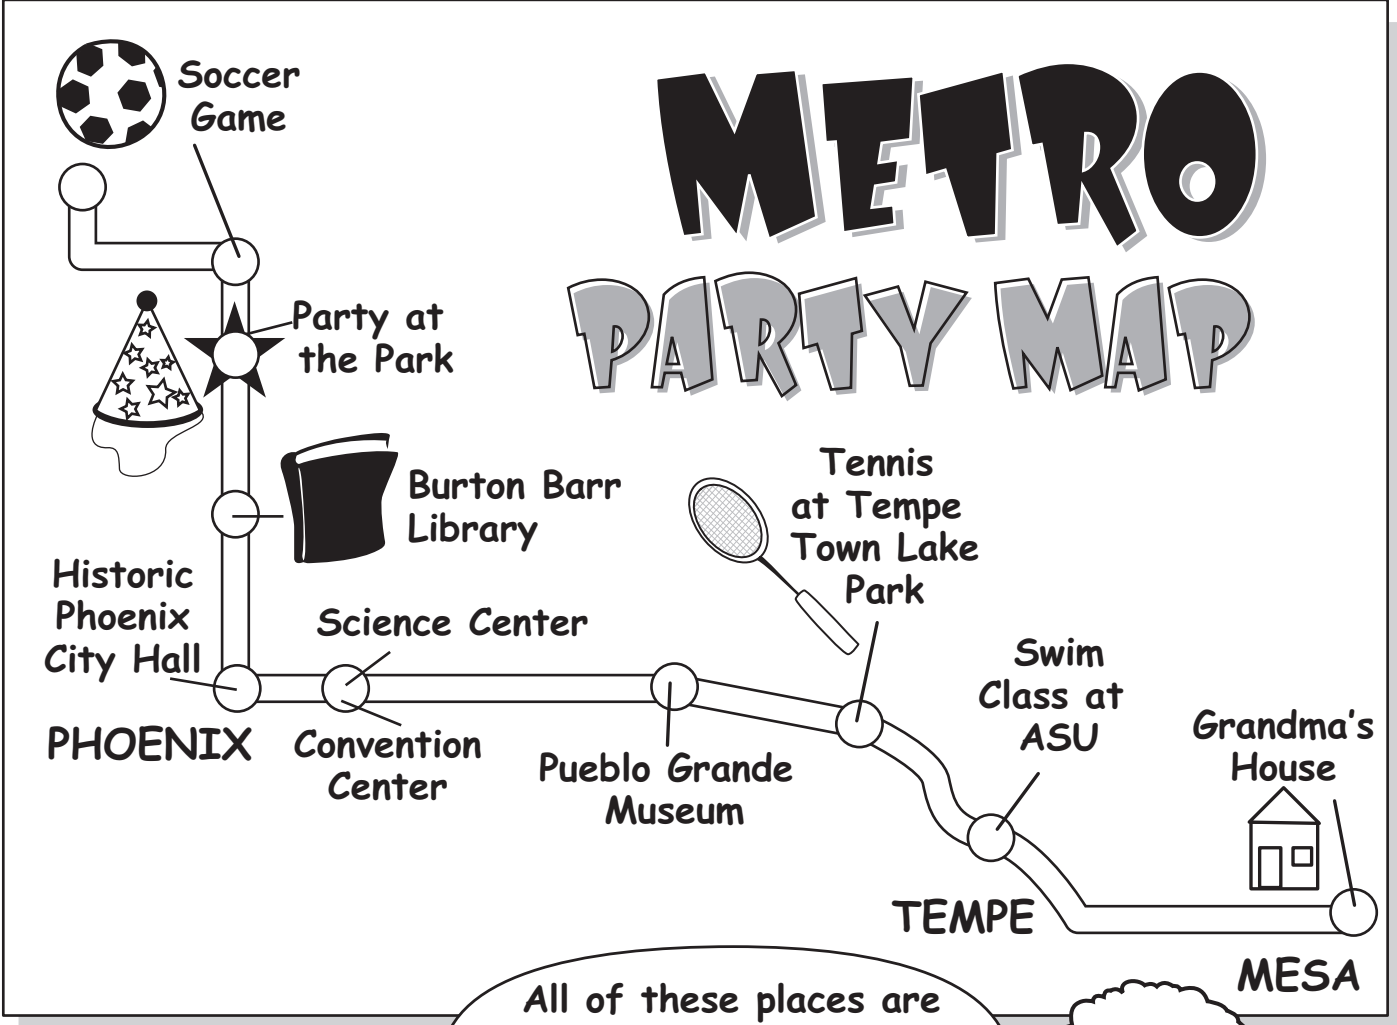 Soccer
Game
METRO
PARTY MAP
Party at
the Park
Burton Barr
Library
Tennis
at Tempe
Town Lake
Park
Historic
Phoenix
City Hall
Science Center
Swim
Class at
ASU
Grandma's
House
PHOENIX
Convention
Center
Pueblo Grande
Museum
TEMPE
MESA
All of these places are